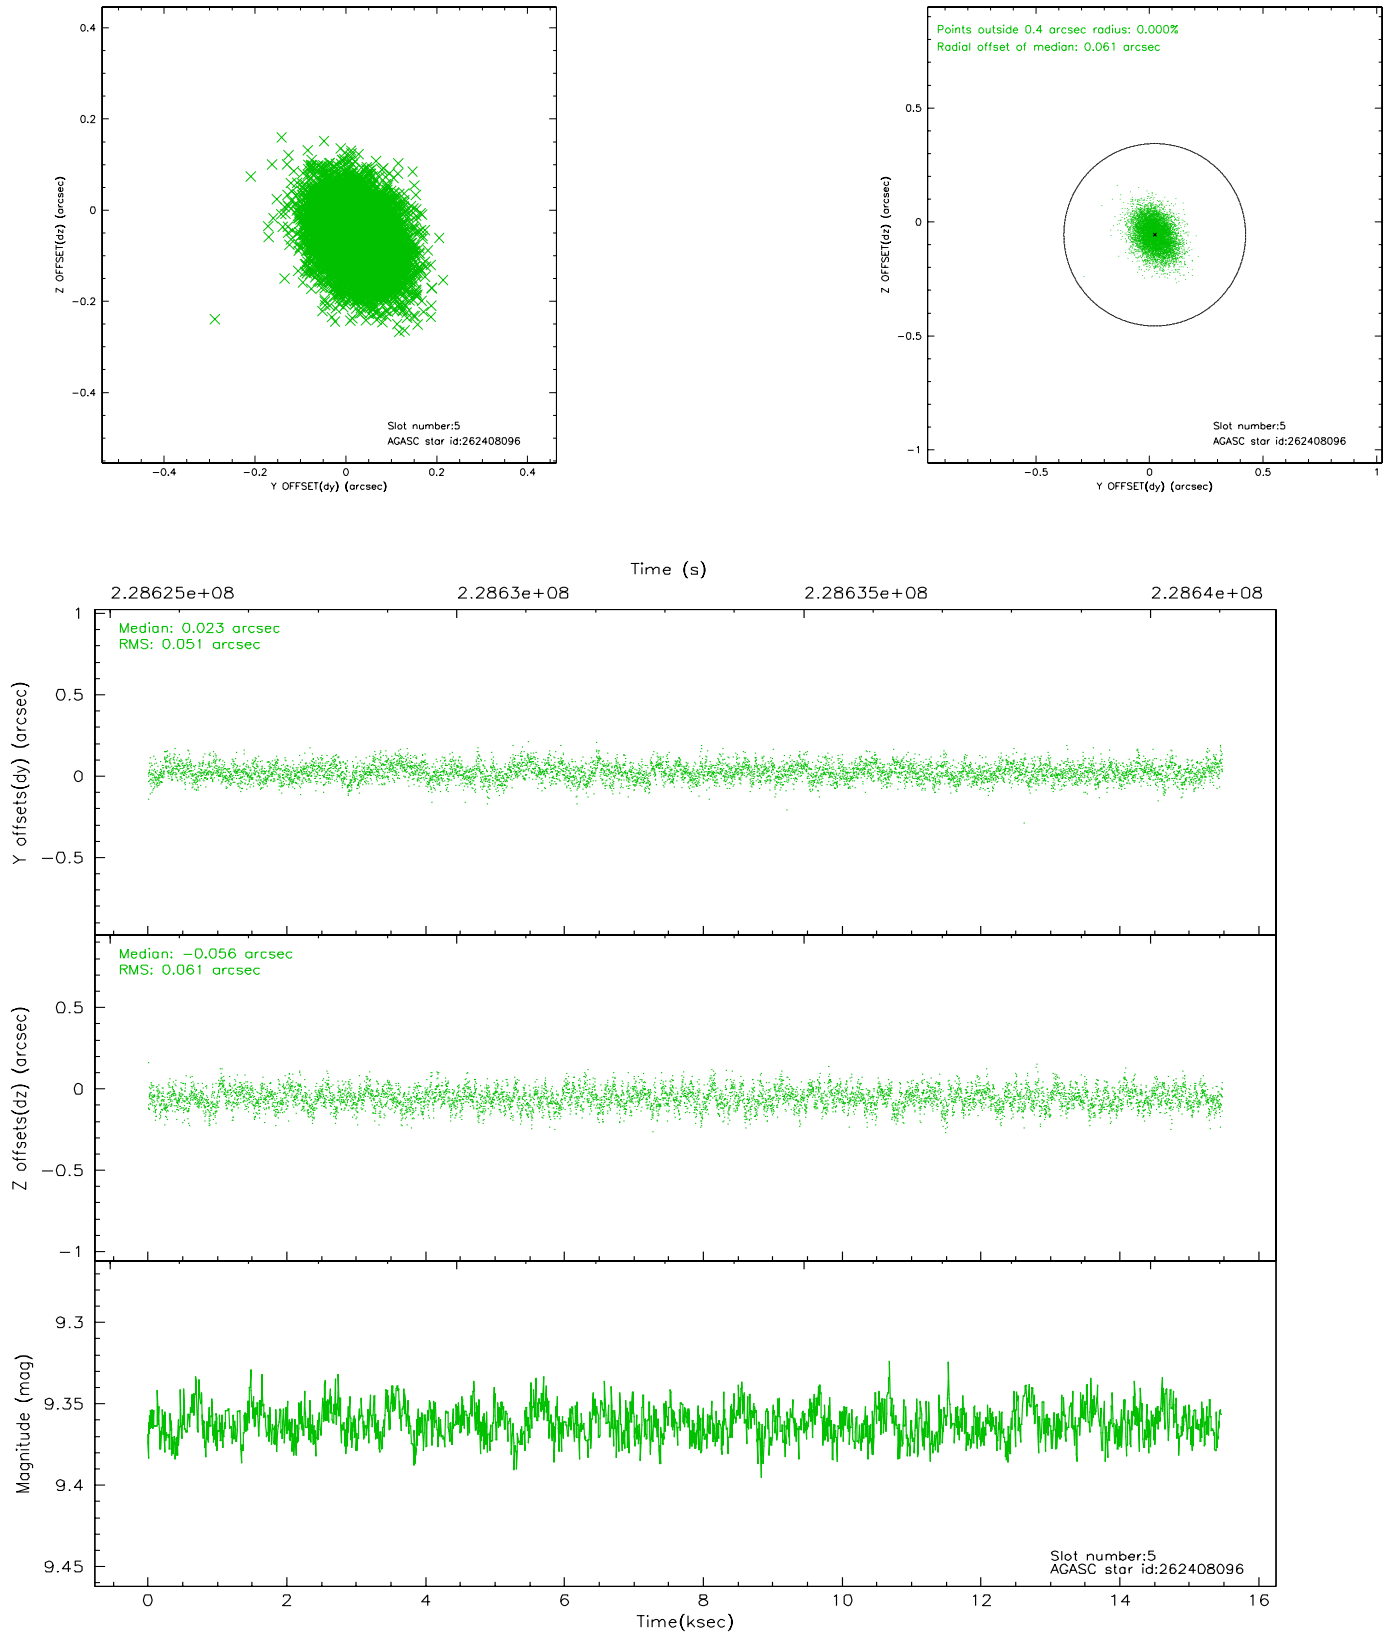 0.4
0.2
0
−0.2
−0.4
Z OFFSET(dz) (arcsec)
Slot number:5
AGASC star id:262408096
−0.4
−0.2
0
0.2
0.4
Y OFFSET(dy) (arcsec)
Points outside 0.4 arcsec radius: 0.000%
Radial offset of median: 0.061 arcsec
0.5
0
−0.5
−1
Z OFFSET(dz) (arcsec)
Slot number:5
AGASC star id:262408096
−0.5
0
0.5
1
Y OFFSET(dy) (arcsec)
Time (s)
2.28625e+08
2.2863e+08
2.28635e+08
2.2864e+08
Median: 0.023 arcsec
RMS: 0.051 arcsec
1
0.5
0
−0.5
Y offsets(dy) (arcsec)
Median: −0.056 arcsec
RMS: 0.061 arcsec
0.5
0
−0.5
−1
Z offsets(dz) (arcsec)
9.3
9.35
9.4
9.45
Magnitude (mag)
Slot number:5
AGASC star id:262408096
0
2
4
6
8
10
12
14
16
Time(ksec)